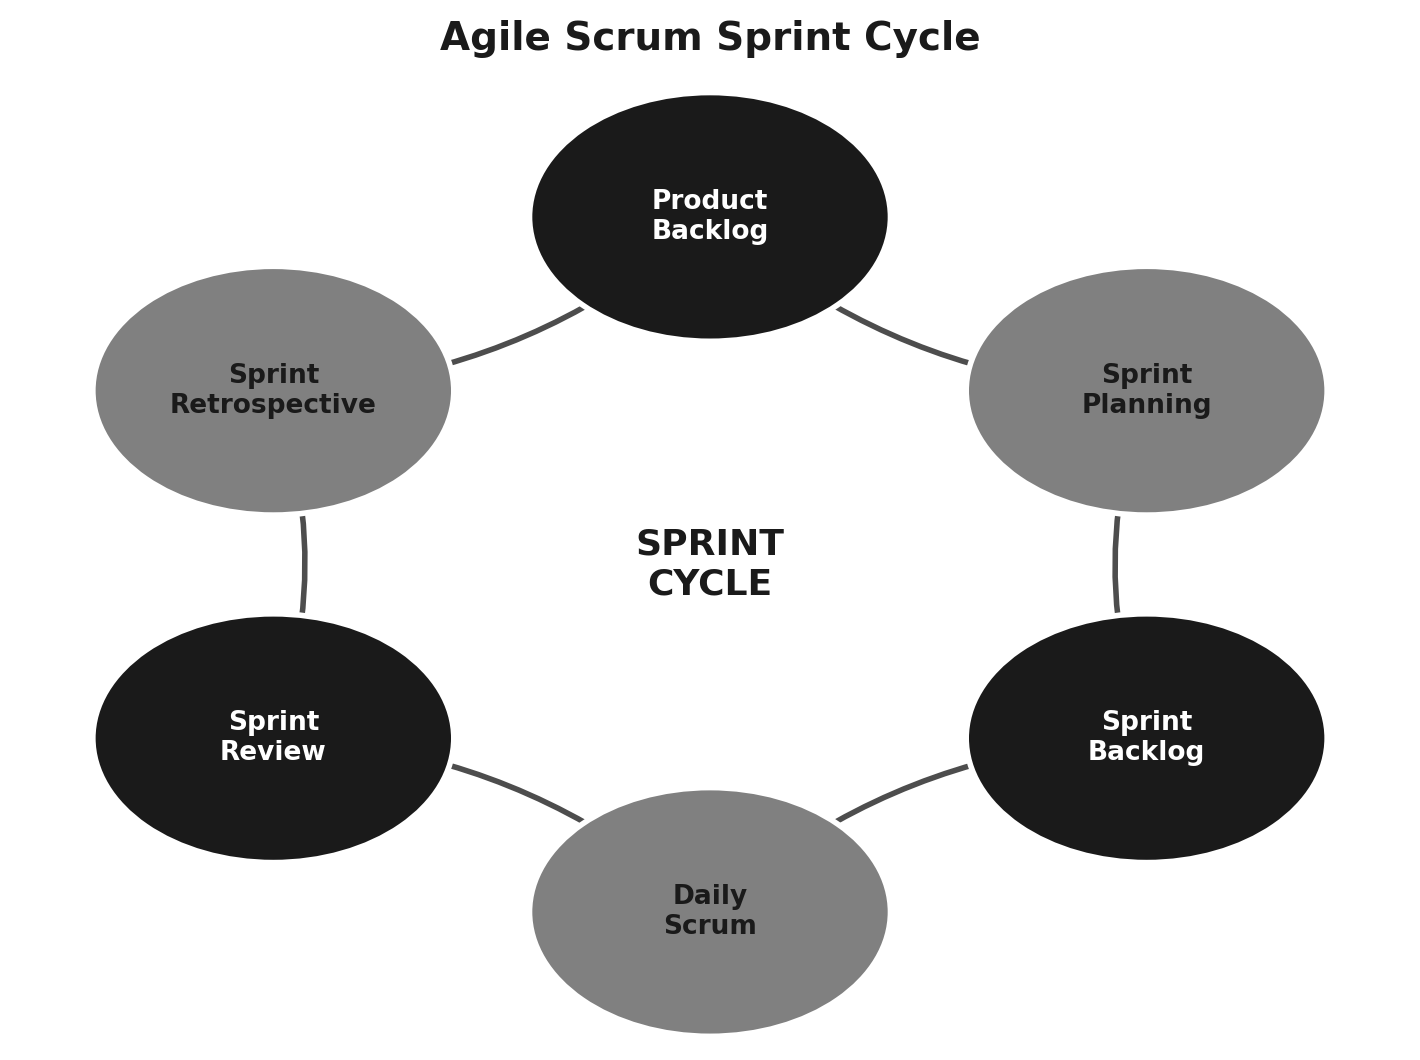 Agile Scrum Sprint Cycle
Product
Backlog
Sprint
Planning
Sprint
Backlog
Daily
Scrum
Sprint
Review
Sprint
Retrospective
SPRINT
CYCLE